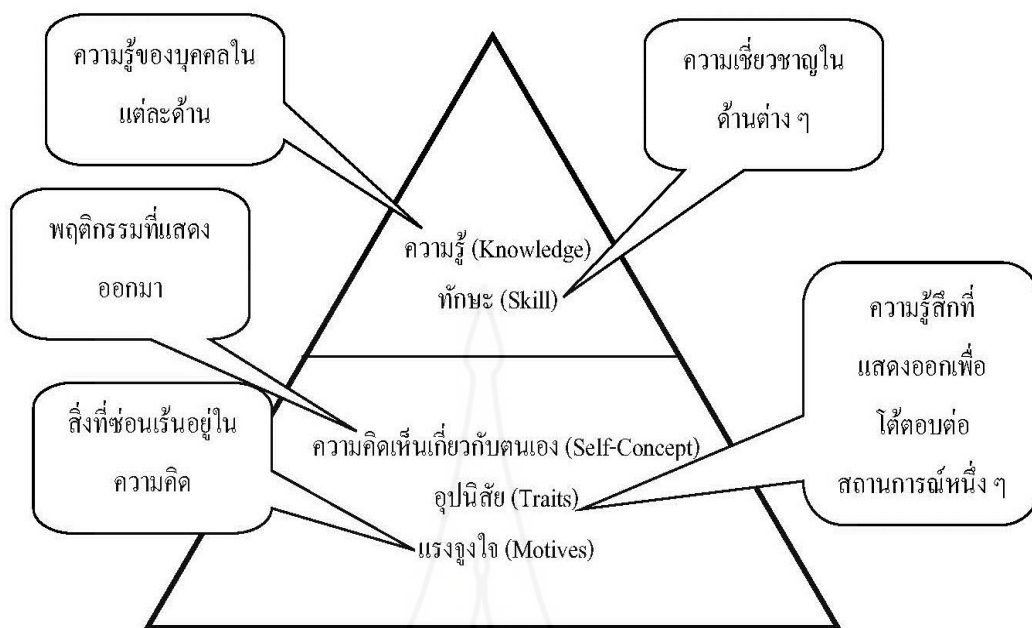 ความรู้ของบุคคลใน
แต่ละด้าน
ความเชี่ยวชาญใน
ด้านต่าง ๆ
พฤติกรรมที่แสดง
ออกมา
ความรู้ (Knowledge)
ทักษะ (Skill)
ความรู้สึกที่
แสดงออกเพื่อ
โต้ตอบต่อ
สถานการณ์หนึ่ง ๆ
สิ่งที่ซ่อนเร้นอยู่ใน
ความคิด
ความคิดเห็นเกี่ยวกับตนเอง (Self-Concept)
อุปนิสัย (Traits)
แรงจูงใจ (Motives)